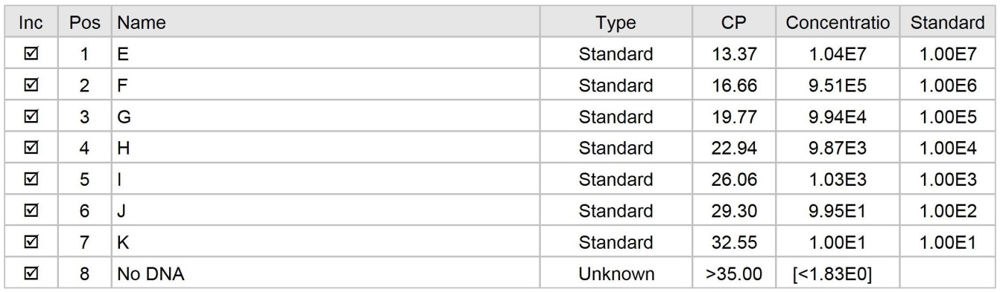 Inc Pos Name Type CP Concentratio Standard
☑ 1 E Standard 13.37 1.04E7 1.00E7
☑ 2 F Standard 16.66 9.51E5 1.00E6
☑ 3 G Standard 19.77 9.94E4 1.00E5
☑ 4 H Standard 22.94 9.87E3 1.00E4
☑ 5 I Standard 26.06 1.03E3 1.00E3
☑ 6 J Standard 29.30 9.95E1 1.00E2
☑ 7 K Standard 32.55 1.00E1 1.00E1
☑ 8 No DNA Unknown >35.00 [<1.83E0]